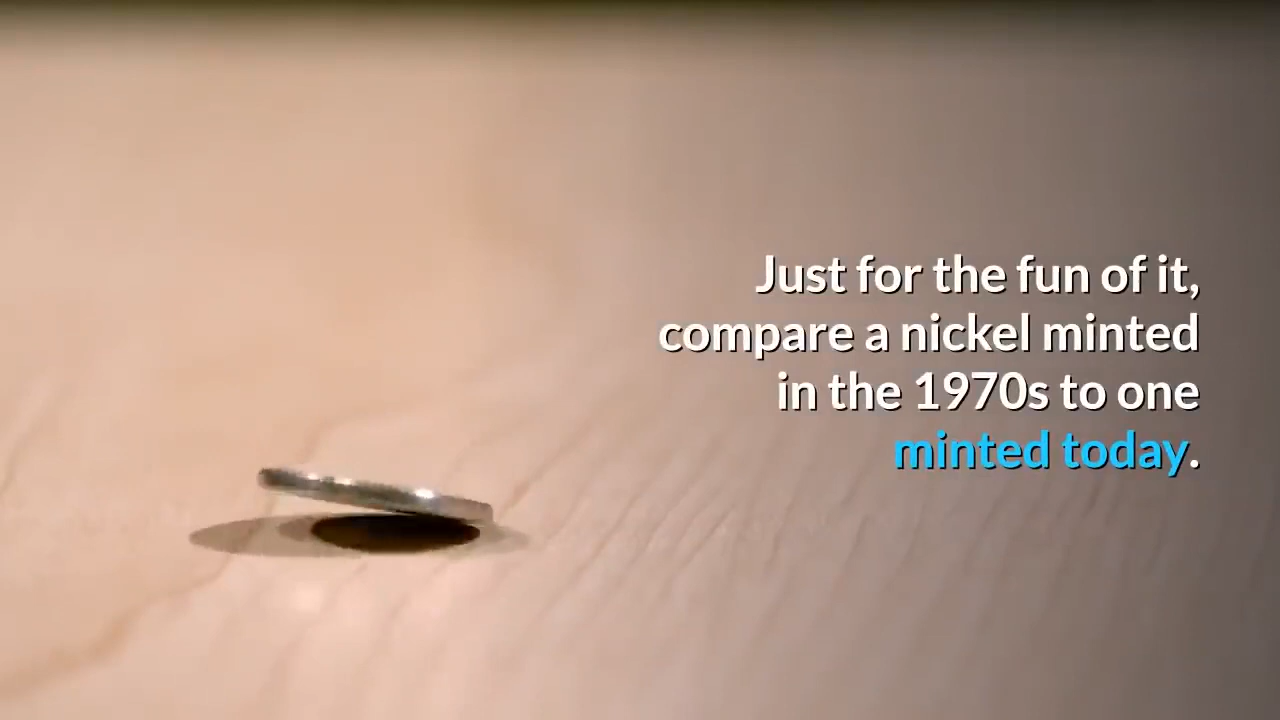 Just for the fun of it,
compare a nickel minted
in the 1970s to one
minted today.